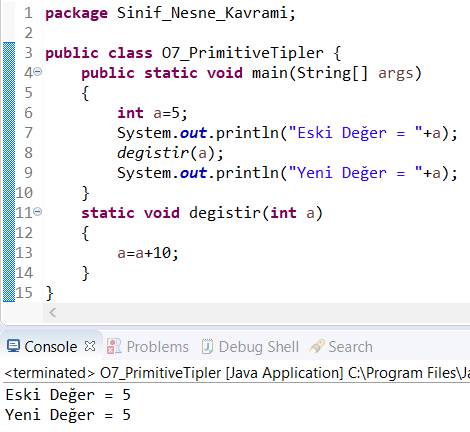 1 package Sinif_Nesne_Kavrami;
2
3 public class O7_PrimitiveTipler {
4 public static void main(String[] args)
5 {
6 int a=5;
7 System.out.println("Eski Değer = "+a);
8 degistir(a);
9 System.out.println("Yeni Değer = "+a);
10 }
11 static void degistir(int a)
12 {
13 a=a+10;
14 }
15 }
Console Problems Debug Shell Search
<terminated> O7_PrimitiveTipler [Java Application] C:\Program Files\Ja
Eski Değer = 5
Yeni Değer = 5